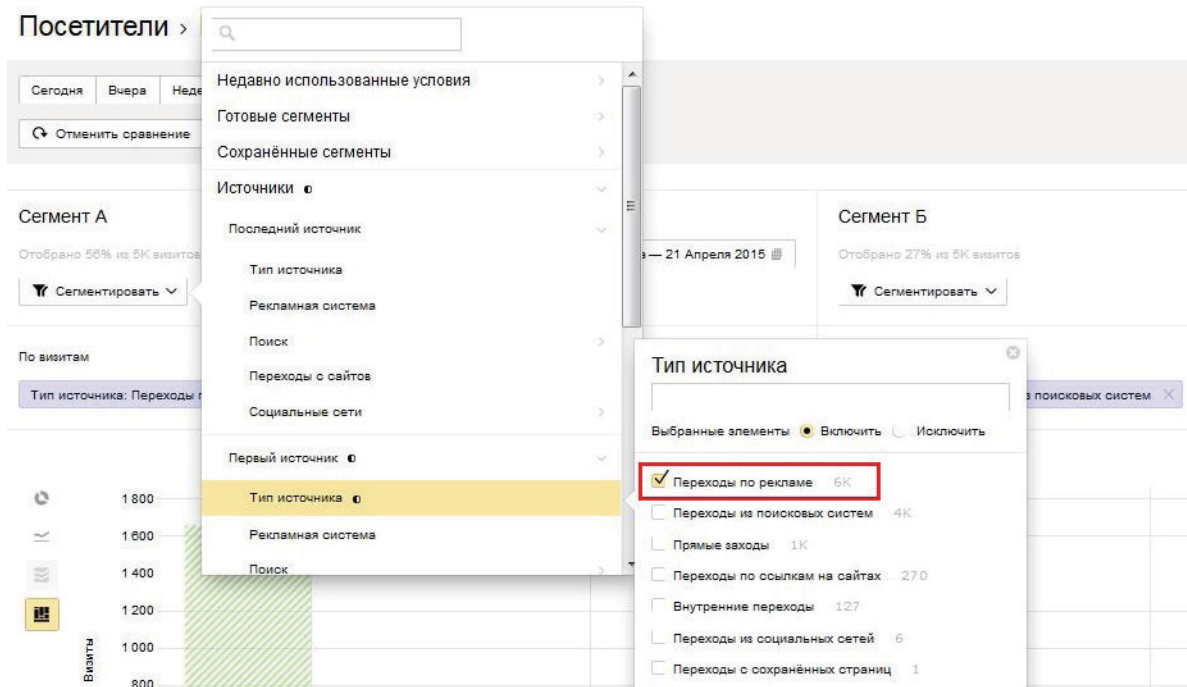 Посетители ›
Недавно использованные условия
Сегодня Вчера
Готовые сегменты
Отменить сравнение
Сохранённые сегменты
Источники
Сегмент А
Сегмент Б
Последний источник
Отобрано 56% из 5K визитов
— 21 Апреля 2015
Отобрано 27% из 5K визитов
Тип источника
Сегментировать
Сегментировать
Рекламная система
Поиск
По визитам
Переходы с сайтов
Тип источника
Тип источника: Переходы
поисковых систем
Социальные сети
Выбранные элементы Включить Исключить
Первый источник
Переходы по рекламе 6K
Тип источника
1 800
Переходы из поисковых систем 4K
Рекламная система
1 600
Прямые заходы 1K
Поиск
1 400
Переходы по ссылкам на сайтах 270
1 200
Внутренние переходы 127
Визиты
1 000
Переходы из социальных сетей 6
Переходы с сохранённых страниц 1
800